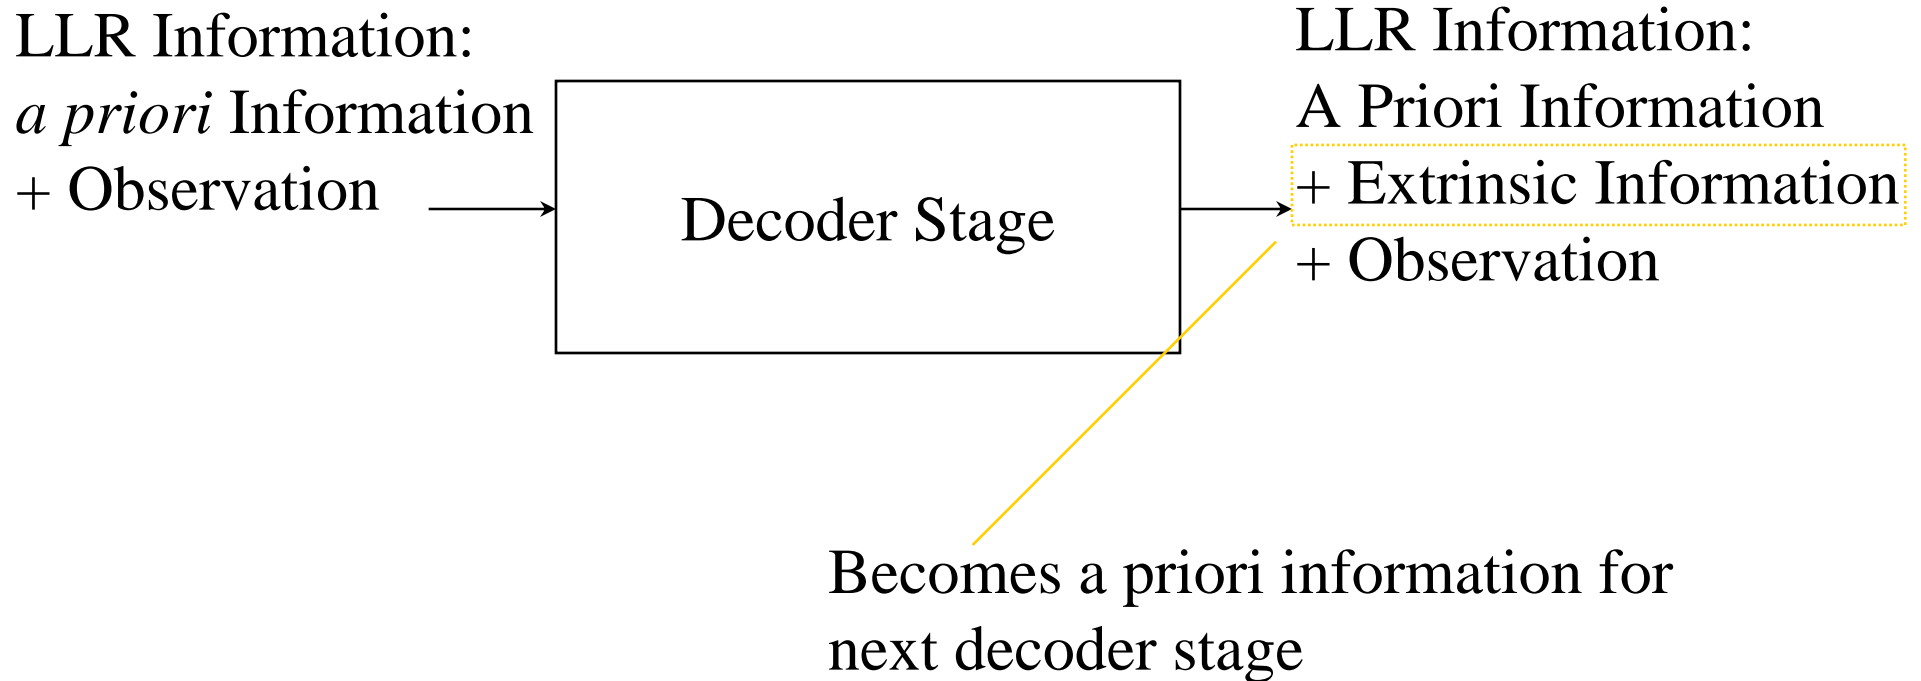 LLR Information:
a priori Information
+ Observation
Decoder Stage
LLR Information:
A Priori Information
+ Extrinsic Information
+ Observation
Becomes a priori information for
next decoder stage